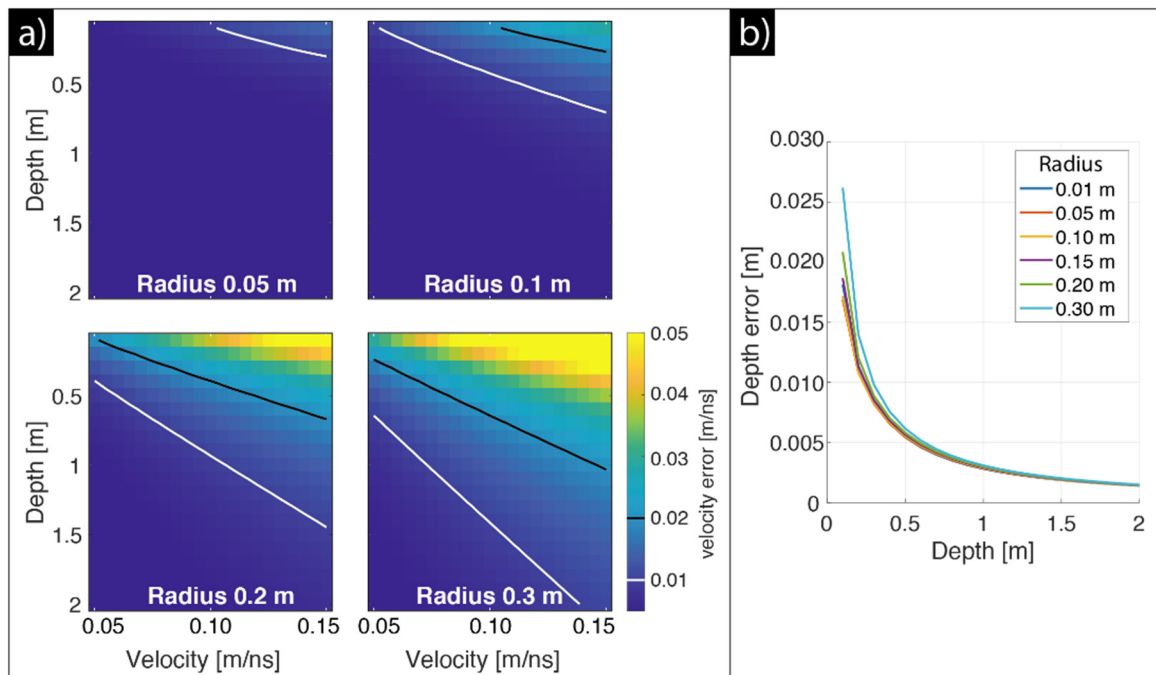 a)
0.5
1
1.5
2
Depth [m]
Radius 0.05 m
Radius 0.1 m
0.5
1
1.5
2
Depth [m]
Radius 0.2 m
Radius 0.3 m
0.05
0.10
0.15
0.05
0.10
0.15
Velocity [m/ns]
Velocity [m/ns]
0.05
0.04
0.03
0.02
0.01
velocity error [m/ns]
b)
0.030
0.025
0.020
0.015
0.010
0.005
0
Depth error [m]
Radius
0.01 m
0.05 m
0.10 m
0.15 m
0.20 m
0.30 m
0
0.5
1
1.5
2
Depth [m]